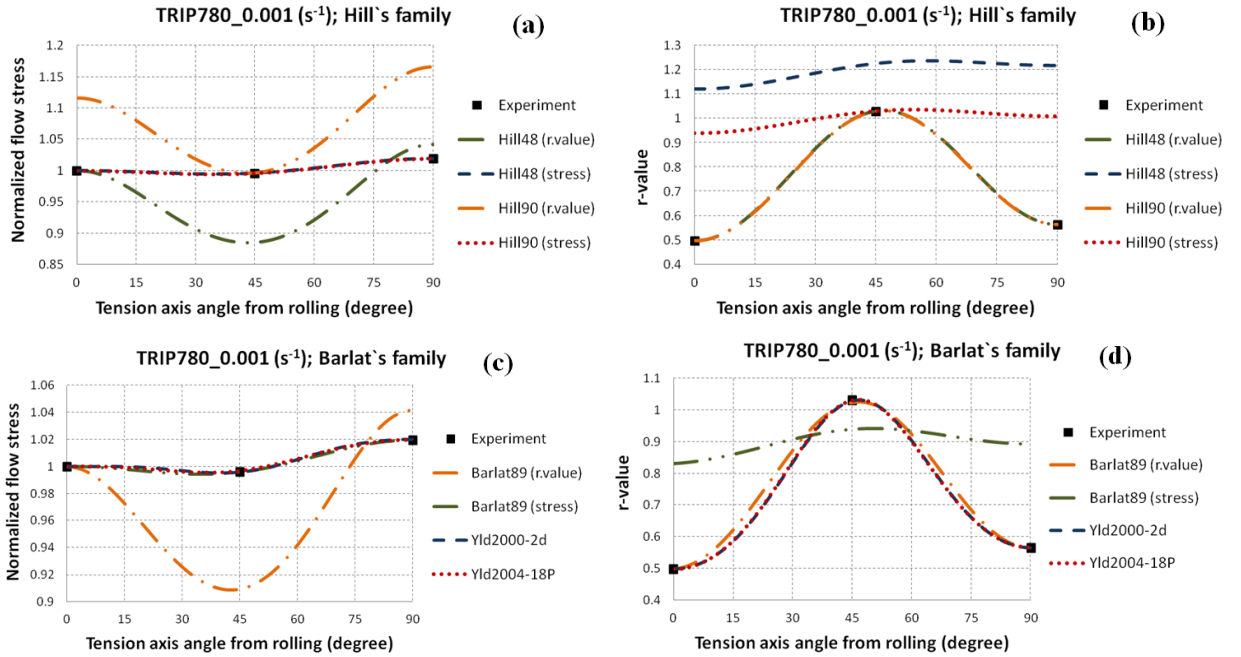 TRIP780_0.001 (s⁻¹); Hill`s family
(a)
Normalized flow stress
1.2
1.15
1.1
1.05
1
0.95
0.9
0.85
0 15 30 45 60 75 90
Tension axis angle from rolling (degree)
Experiment
Hill48 (r.value)
Hill48 (stress)
Hill90 (r.value)
Hill90 (stress)
TRIP780_0.001 (s⁻¹); Hill`s family
(b)
r-value
1.3
1.2
1.1
1
0.9
0.8
0.7
0.6
0.5
0.4
0 15 30 45 60 75 90
Tension axis angle from rolling (degree)
Experiment
Hill48 (r.value)
Hill48 (stress)
Hill90 (r.value)
Hill90 (stress)
TRIP780_0.001 (s⁻¹); Barlat`s family
(c)
Normalized flow stress
1.06
1.04
1.02
1
0.98
0.96
0.94
0.92
0.9
0 15 30 45 60 75 90
Tension axis angle from rolling (degree)
Experiment
Barlat89 (r.value)
Barlat89 (stress)
Yld2000-2d
Yld2004-18P
TRIP780_0.001 (s⁻¹); Barlat`s family
(d)
r-value
1.1
1
0.9
0.8
0.7
0.6
0.5
0.4
0 15 30 45 60 75 90
Tension axis angle from rolling (degree)
Experiment
Barlat89 (r.value)
Barlat89 (stress)
Yld2000-2d
Yld2004-18P